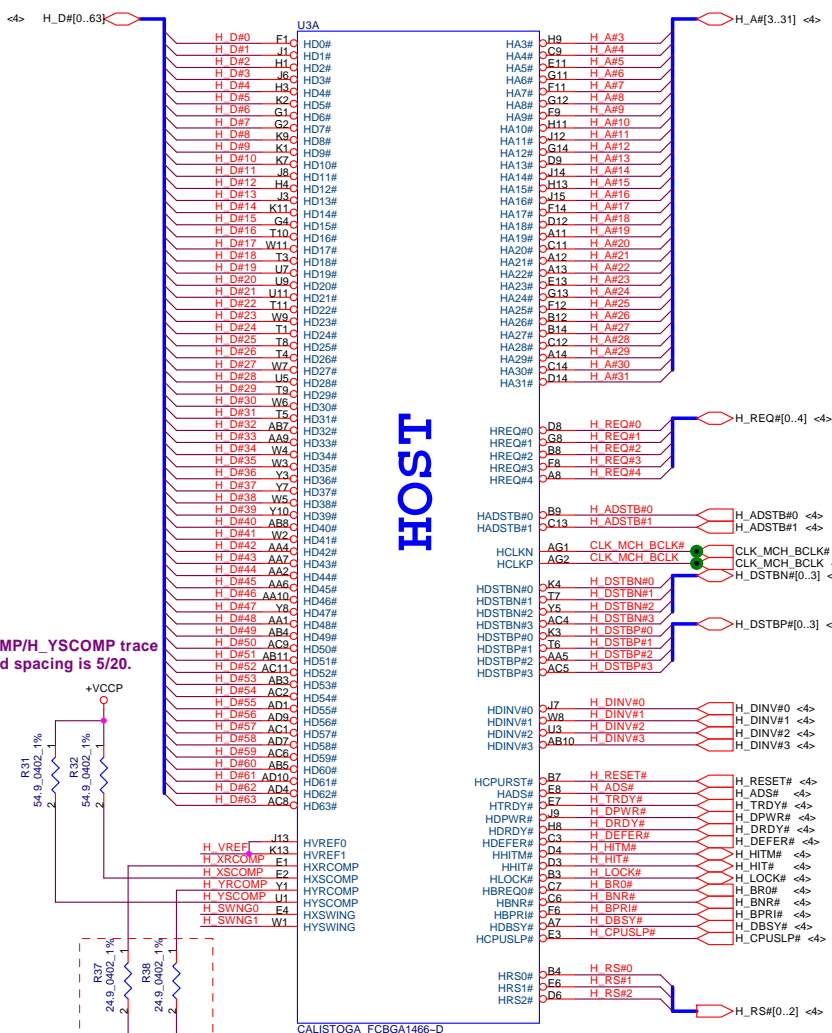 <4> H_D#[0..63]
U3A
H_D#0 F1 HD0#
H_D#1 J1 HD1#
H_D#2 H1 HD2#
H_D#3 J6 HD3#
H_D#4 H3 HD4#
H_D#5 K2 HD5#
H_D#6 G1 HD6#
H_D#7 G2 HD7#
H_D#8 K9 HD8#
H_D#9 K1 HD9#
H_D#10 K7 HD10#
H_D#11 J8 HD11#
H_D#12 H4 HD12#
H_D#13 J3 HD13#
H_D#14 K11 HD14#
H_D#15 G4 HD15#
H_D#16 T10 HD16#
H_D#17 W11 HD17#
H_D#18 T3 HD18#
H_D#19 U7 HD19#
H_D#20 U9 HD20#
H_D#21 U11 HD21#
H_D#22 T11 HD22#
H_D#23 W9 HD23#
H_D#24 T1 HD24#
H_D#25 T8 HD25#
H_D#26 T4 HD26#
H_D#27 W7 HD27#
H_D#28 U5 HD28#
H_D#29 T9 HD29#
H_D#30 W6 HD30#
H_D#31 T5 HD31#
H_D#32 AB7 HD32#
H_D#33 AA9 HD33#
H_D#34 W4 HD34#
H_D#35 W3 HD35#
H_D#36 Y3 HD36#
H_D#37 Y7 HD37#
H_D#38 W5 HD38#
H_D#39 Y10 HD39#
H_D#40 AB8 HD40#
H_D#41 W2 HD41#
H_D#42 AA4 HD42#
H_D#43 AA7 HD43#
H_D#44 AA2 HD44#
H_D#45 AA6 HD45#
H_D#46 AA10 HD46#
H_D#47 Y8 HD47#
H_D#48 AA1 HD48#
H_D#49 AB4 HD49#
H_D#50 AC9 HD50#
H_D#51 AB11 HD51#
H_D#52 AC11 HD52#
H_D#53 AB3 HD53#
H_D#54 AC2 HD54#
H_D#55 AD1 HD55#
H_D#56 AD9 HD56#
H_D#57 AC1 HD57#
H_D#58 AD7 HD58#
H_D#59 AC6 HD59#
H_D#60 AB5 HD60#
H_D#61 AD10 HD61#
H_D#62 AD4 HD62#
H_D#63 AC8 HD63#
H_VREF J13 HVREF0
K13 HVREF1
H_XRCOMP E1 HXRCOMP
H_XSCOMP E2 HXSCOMP
H_YRCOMP Y1 HYRCOMP
H_YSCOMP U1 HYSCOMP
H_SWNG0 E4 HXSWING
H_SWNG1 W1 HYSWING
MP/H_YSCOMP trace
d spacing is 5/20.
+VCCP
R31 54.9_0402_1% 1 2
R32 54.9_0402_1% 1 2
R37 24.9_0402_1% 1 2
R38 24.9_0402_1% 1 2
HOST
H_A#[3..31] <4>
HA3# H9 H_A#3
HA4# C9 H_A#4
HA5# E11 H_A#5
HA6# G11 H_A#6
HA7# F11 H_A#7
HA8# G12 H_A#8
HA9# F9 H_A#9
HA10# H11 H_A#10
HA11# J12 H_A#11
HA12# G14 H_A#12
HA13# D9 H_A#13
HA14# J14 H_A#14
HA15# H13 H_A#15
HA16# J15 H_A#16
HA17# F14 H_A#17
HA18# D12 H_A#18
HA19# A11 H_A#19
HA20# C11 H_A#20
HA21# A12 H_A#21
HA22# A13 H_A#22
HA23# E13 H_A#23
HA24# G13 H_A#24
HA25# F12 H_A#25
HA26# B12 H_A#26
HA27# B14 H_A#27
HA28# C12 H_A#28
HA29# A14 H_A#29
HA30# C14 H_A#30
HA31# D14 H_A#31
H_REQ#[0..4] <4>
HREQ#0 D8 H_REQ#0
HREQ#1 G8 H_REQ#1
HREQ#2 B8 H_REQ#2
HREQ#3 F8 H_REQ#3
HREQ#4 A8 H_REQ#4
HADSTB#0 B9 H_ADSTB#0 H_ADSTB#0 <4>
HADSTB#1 C13 H_ADSTB#1 H_ADSTB#1 <4>
HCLKN AG1 CLK_MCH_BCLK# CLK_MCH_BCLK#
HCLKP AG2 CLK_MCH_BCLK CLK_MCH_BCLK <
H_DSTBN#[0..3] <
HDSTBN#0 K4 H_DSTBN#0
HDSTBN#1 T7 H_DSTBN#1
HDSTBN#2 Y5 H_DSTBN#2
HDSTBN#3 AC4 H_DSTBN#3
HDSTBP#0 K3 H_DSTBP#0 H_DSTBP#[0..3] <
HDSTBP#1 T6 H_DSTBP#1
HDSTBP#2 AA5 H_DSTBP#2
HDSTBP#3 AC5 H_DSTBP#3
HDINV#0 J7 H_DINV#0 H_DINV#0 <4>
HDINV#1 W8 H_DINV#1 H_DINV#1 <4>
HDINV#2 U3 H_DINV#2 H_DINV#2 <4>
HDINV#3 AB10 H_DINV#3 H_DINV#3 <4>
HCPURST# B7 H_RESET# H_RESET# <4>
HADS# E8 H_ADS# H_ADS# <4>
HTRDY# E7 H_TRDY# H_TRDY# <4>
HDPWR# J9 H_DPWR# H_DPWR# <4>
HDRDY# H8 H_DRDY# H_DRDY# <4>
HDEFER# C3 H_DEFER# H_DEFER# <4>
HHITM# D4 H_HITM# H_HITM# <4>
HHIT# D3 H_HIT# H_HIT# <4>
HLOCK# B3 H_LOCK# H_LOCK# <4>
HBREQ0# C7 H_BR0# H_BR0# <4>
HBNR# C6 H_BNR# H_BNR# <4>
HBPRI# F6 H_BPRI# H_BPRI# <4>
HDBSY# A7 H_DBSY# H_DBSY# <4>
HCPUSLP# E3 H_CPUSLP# H_CPUSLP# <4>
HRS0# B4 H_RS#0
HRS1# E6 H_RS#1
HRS2# D6 H_RS#2
H_RS#[0..2] <4>
CALISTOGA_FCBGA1466~D